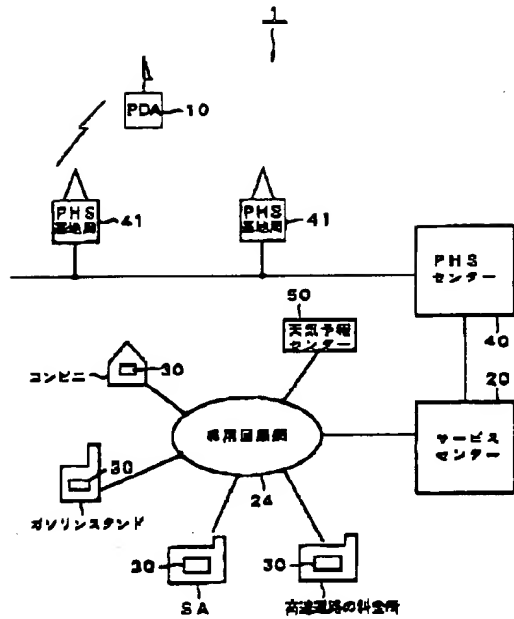 1
PDA
10
PHS
基地局
41
PHS
基地局
41
PHS
センター
40
50
天気予報
センター
コンビニ
30
20
サービス
センター
専用回線網
24
30
ガソリンスタンド
30
SA
30
高速道路の料金所